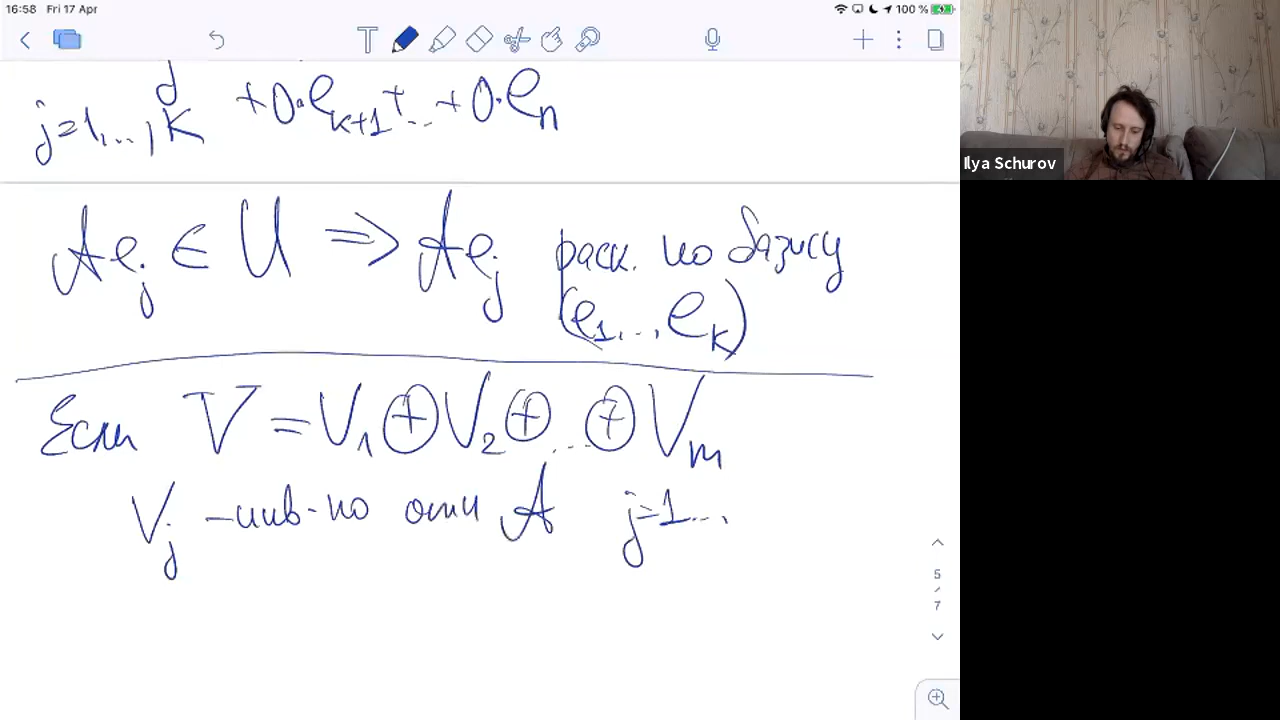 16:58 Fri 17 Apr
100 %
j=1,...,k +0·e_{k+1}+...+0·e_n
Ilya Schurov
𝒜e_j ∈ U ⇒ 𝒜e_j раск. по базису
(e_1,..,e_k)
Если V = V_1 ⊕ V_2 ⊕ ... ⊕ V_m
V_j – инв-но отн 𝒜 j=1...
5
/
7